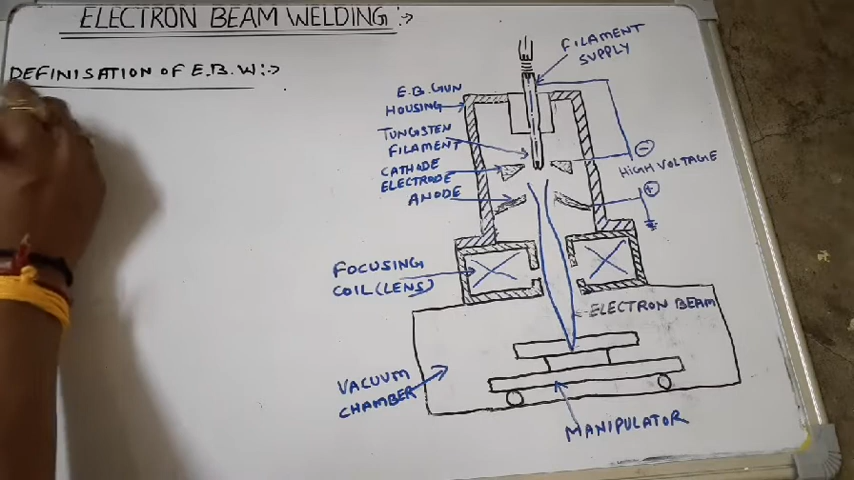 ELECTRON BEAM WELDING :->
DEFINISATION OF E.B.W :->
FILAMENT
SUPPLY
E.B. GUN
HOUSING
TUNGSTEN
FILAMENT
CATHODE
ELECTRODE
ANODE
HIGH VOLTAGE
FOCUSING
COIL (LENS)
ELECTRON BEAM
VACUUM
CHAMBER
MANIPULATOR